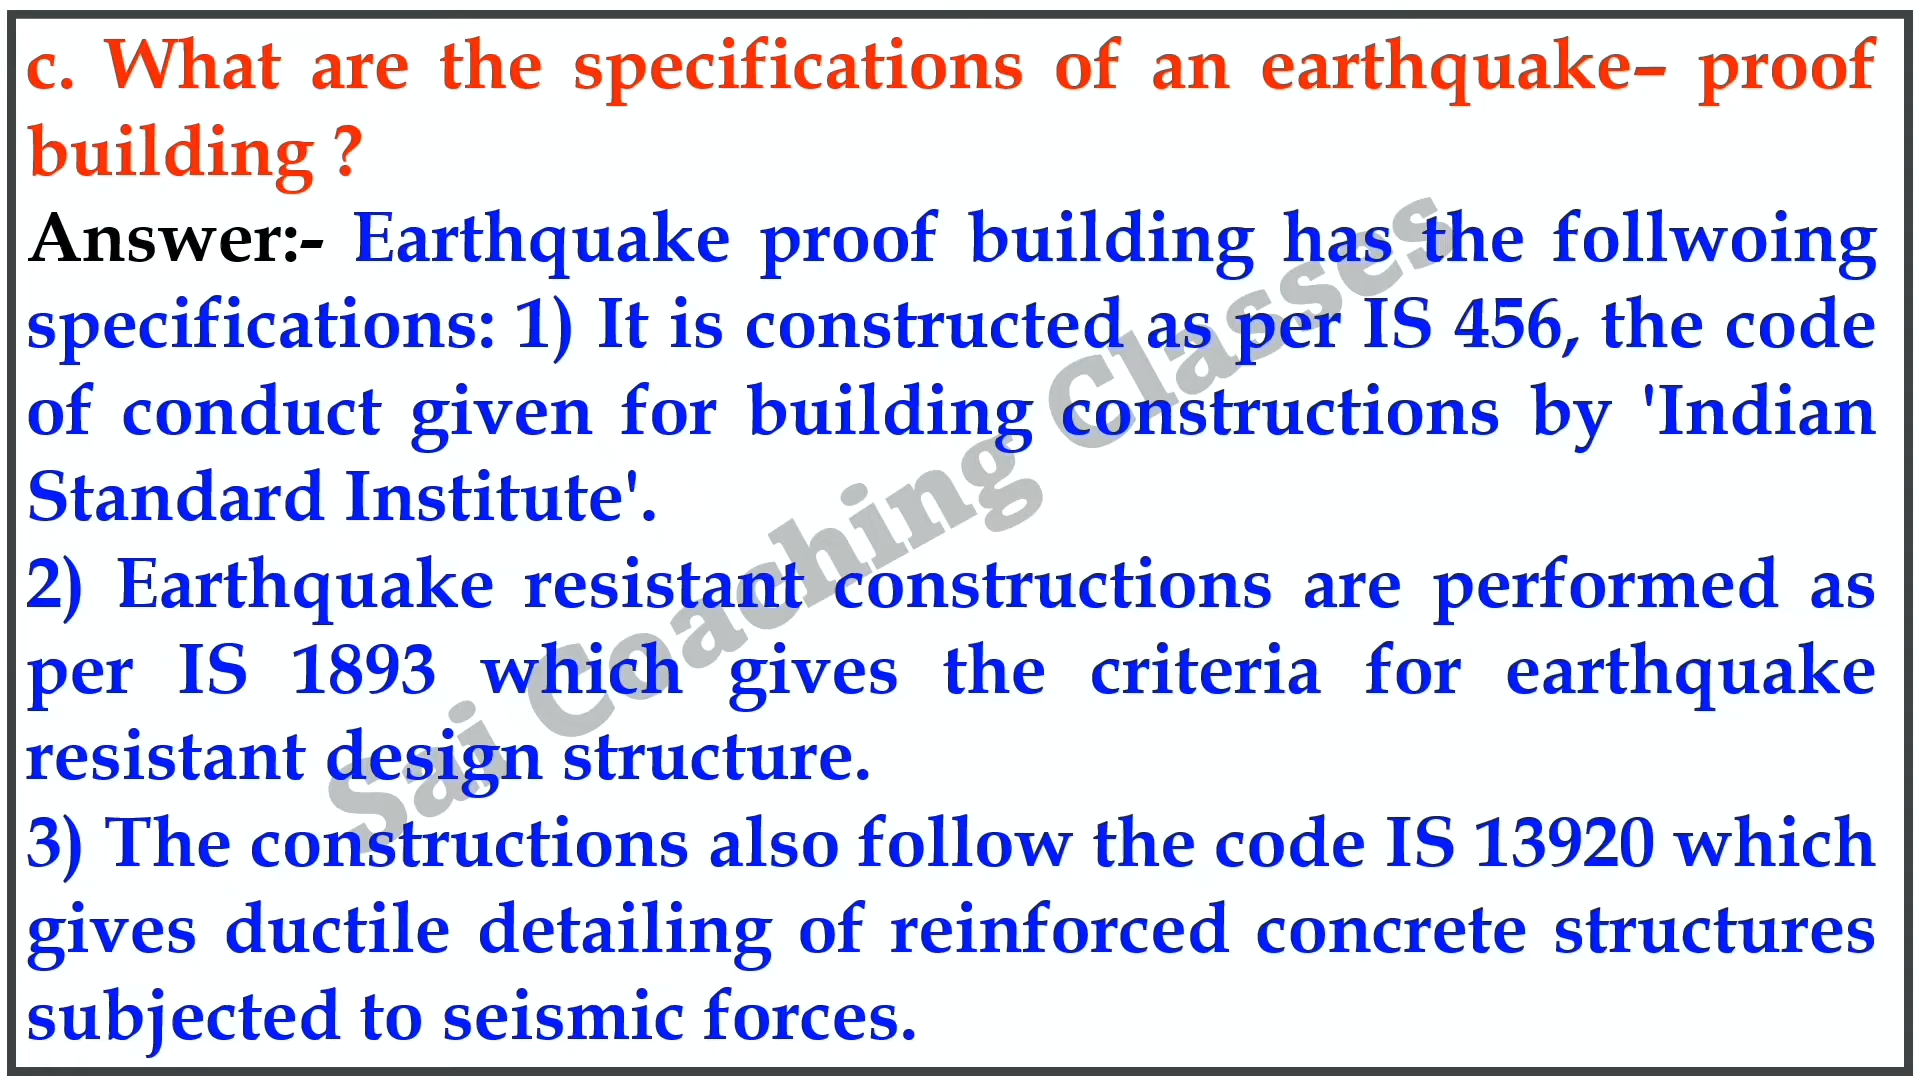 c. What are the specifications of an earthquake– proof
building ?
Answer:- Earthquake proof building has the follwoing
specifications: 1) It is constructed as per IS 456, the code
of conduct given for building constructions by 'Indian
Standard Institute'.
2) Earthquake resistant constructions are performed as
per IS 1893 which gives the criteria for earthquake
resistant design structure.
3) The constructions also follow the code IS 13920 which
gives ductile detailing of reinforced concrete structures
subjected to seismic forces.
Sai Coaching Classes